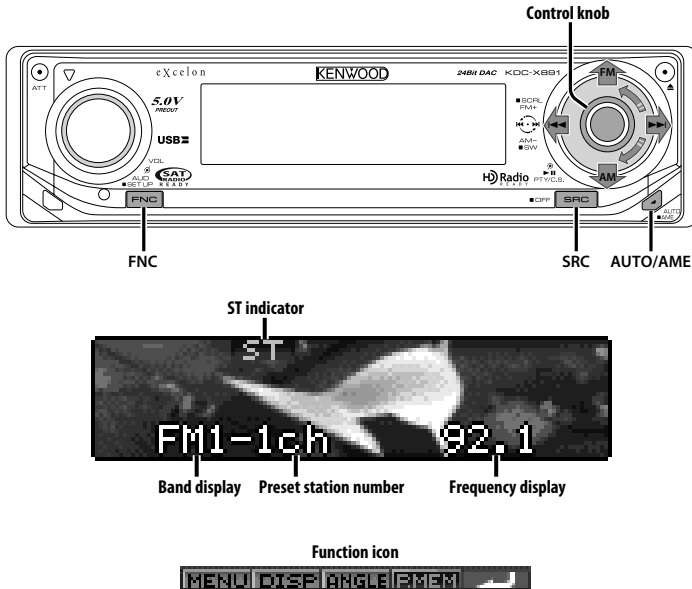 Control knob
ATT
eXcelon
KENWOOD
24Bit DAC KDC-X891
FM
5.0V
PREOUT
USB
SCRL
FM+
AM−
SW
VOL
AUD
SET UP
SAT
RADIO
READY
HD Radio
READY
PTY/C.S.
AM
FNC
OFF
SRC
AUTO
AME
FNC
SRC
AUTO/AME
ST indicator
ST
FM1-1ch 92.1
Band display
Preset station number
Frequency display
Function icon
MENU DISP ANGLE P.MEM